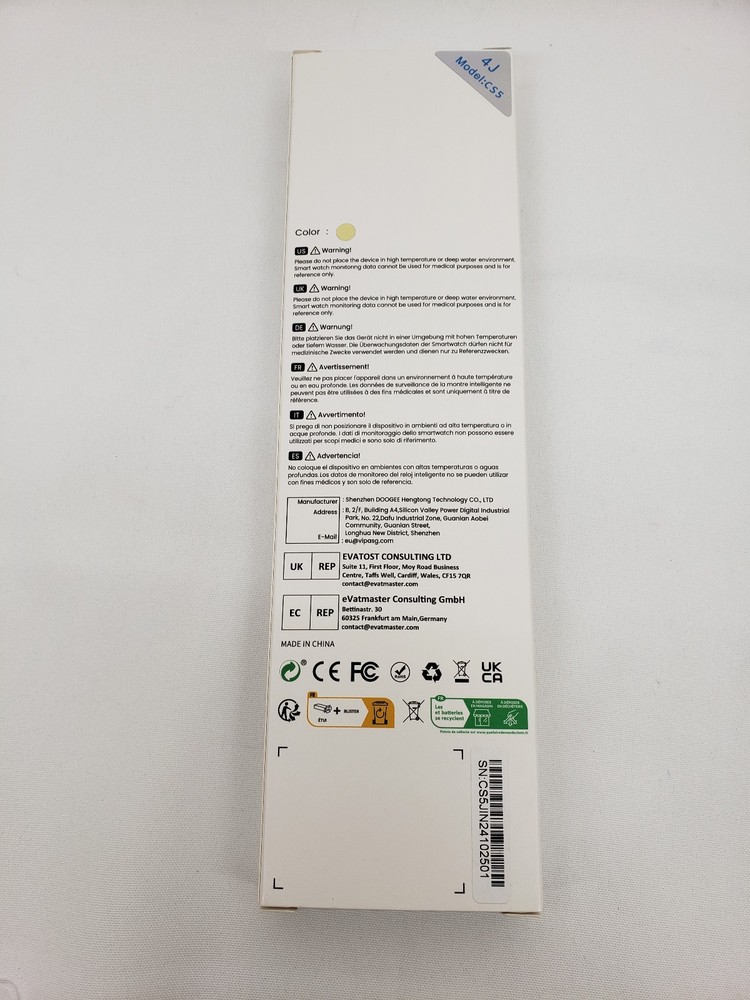 4J
Model:CS5
Color :
US Warning!
Please do not place the device in high temperature or deep water environment.
Smart watch monitoring data cannot be used for medical purposes and is for
reference only.
UK Warning!
Please do not place the device in high temperature or deep water environment.
Smart watch monitoring data cannot be used for medical purposes and is for
reference only.
DE Warnung!
Bitte platzieren Sie das Gerät nicht in einer Umgebung mit hohen Temperaturen
oder tiefem Wasser. Die Überwachungsdaten der Smartwatch dürfen nicht für
medizinische Zwecke verwendet werden und dienen nur zu Referenzzwecken.
FR Avertissement!
Veuillez ne pas placer l'appareil dans un environnement à haute température
ou en eau profonde. Les données de surveillance de la montre intelligente ne
peuvent pas être utilisées à des fins médicales et sont uniquement à titre de
référence.
IT Avvertimento!
Si prega di non posizionare il dispositivo in ambienti ad alta temperatura o in
acque profonde. I dati di monitoraggio dello smartwatch non possono essere
utilizzati per scopi medici e sono solo di riferimento.
ES Advertencia!
No coloque el dispositivo en ambientes con altas temperaturas o aguas
profundas. Los datos de monitoreo del reloj inteligente no se pueden utilizar
con fines médicos y son solo de referencia.
Manufacturer : Shenzhen DOOGEE Hengtong Technology CO., LTD
Address : B, 2/F, Building A4,Silicon Valley Power Digital Industrial
Park, No. 22,Dafu Industrial Zone, Guanlan Aobei
Community, Guanlan Street,
Longhua New District, Shenzhen
E-Mail : eu@vipasg.com
UK REP EVATOST CONSULTING LTD
Suite 11, First Floor, Moy Road Business
Centre, Taffs Well, Cardiff, Wales, CF15 7QR
contact@evatmaster.com
EC REP eVatmaster Consulting GmbH
Bettinastr. 30
60325 Frankfurt am Main,Germany
contact@evatmaster.com
MADE IN CHINA
CE FC RoHS UK
CA
FR
ÉTUI + BLISTER
FR
Les
et batteries
se recyclent
À DÉPOSER
EN MAGASIN
À DÉPOSER
EN DÉCHÈTERIE
SN:CS5JIN24102501